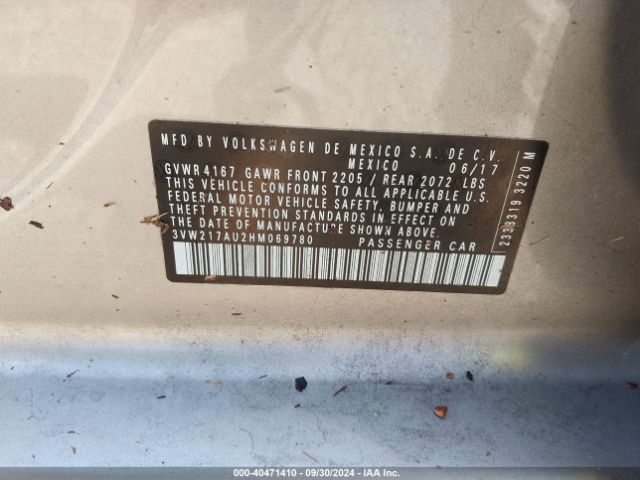 MFD BY VOLKSWAGEN DE MEXICO S.A. DE C.V.
MEXICO 06/17
GVWR 4167 GAWR FRONT 2205 / REAR 2072 LBS
THIS VEHICLE CONFORMS TO ALL APPLICABLE U.S.
FEDERAL MOTOR VEHICLE SAFETY, BUMPER AND
THEFT PREVENTION STANDARDS IN EFFECT ON
THE DATE OF MANUFACTURE SHOWN ABOVE.
3VW217AU2HM069780 PASSENGER CAR
2333319 3220 M
000-40471410 - 09/30/2024 - IAA Inc.